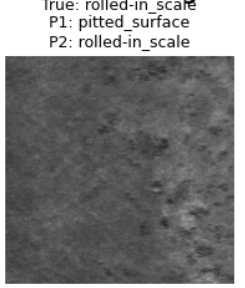 True: rolled-in_scale
P1: pitted_surface
P2: rolled-in_scale